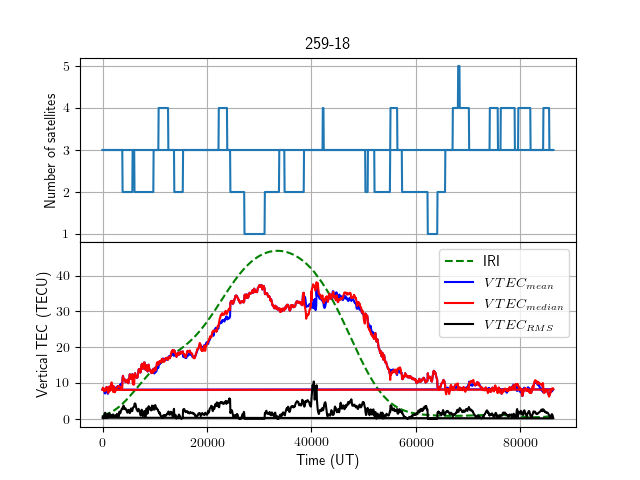 259-18
Number of satellites
5
4
3
2
1
Vertical TEC (TECU)
40
30
20
10
0
IRI
VTEC_mean
VTEC_median
VTEC_RMS
0 20000 40000 60000 80000
Time (UT)